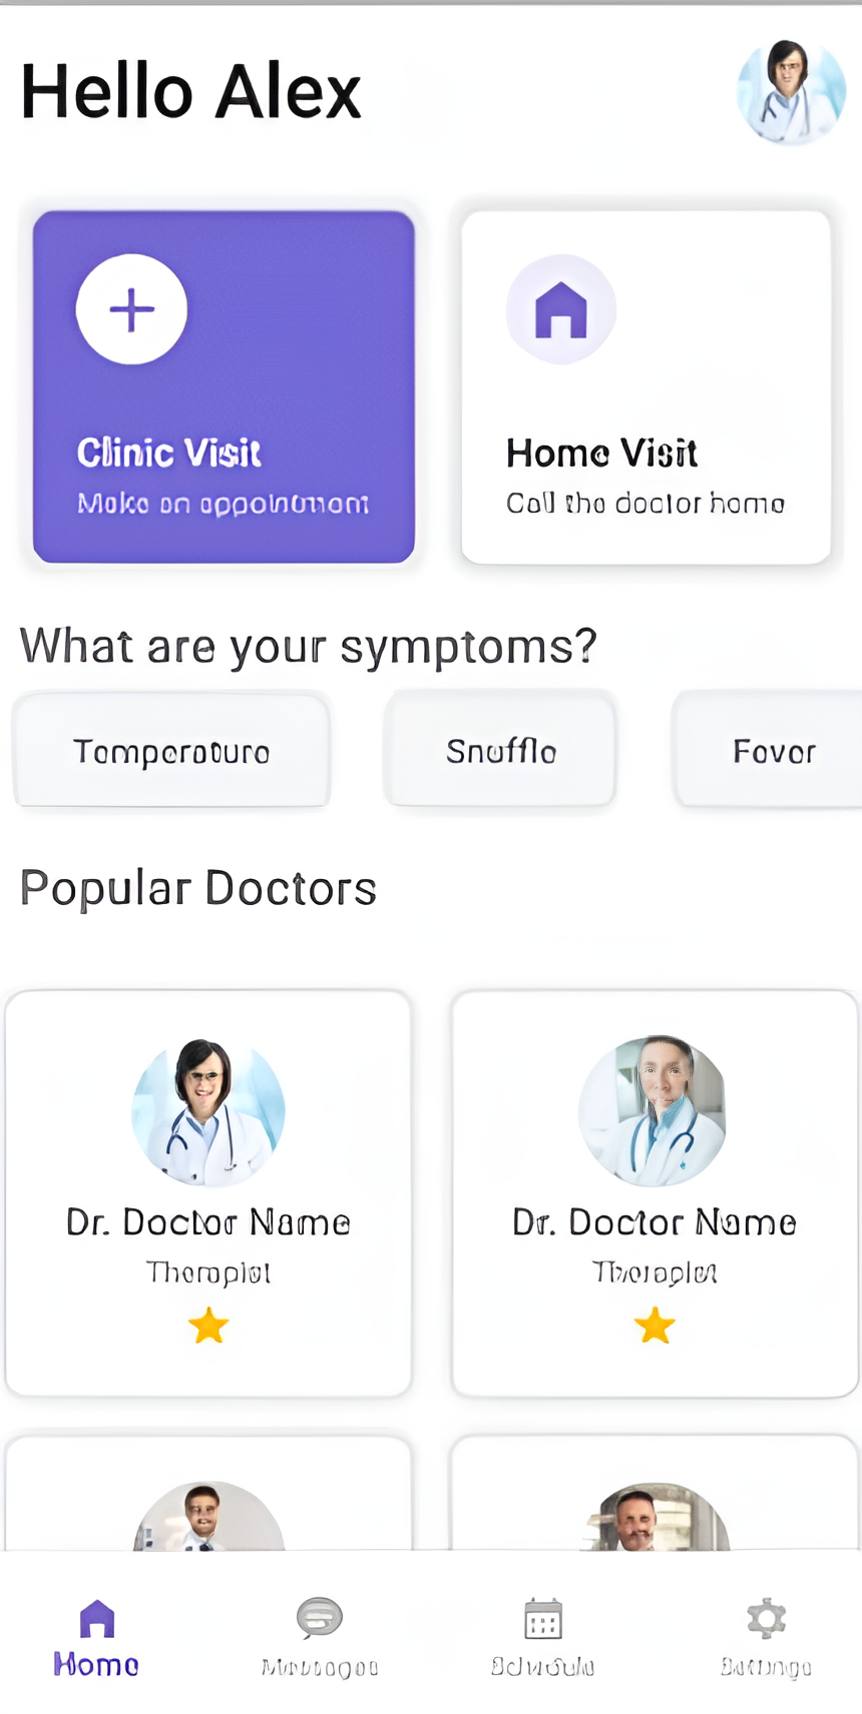 Hello Alex
Clinic Visit
Make an appointment
Home Visit
Call the doctor home
What are your symptoms?
Temperature
Snuffle
Fever
Popular Doctors
Dr. Doctor Name
Therapist
Dr. Doctor Name
Therapist
Home
Messages
Schedule
Settings